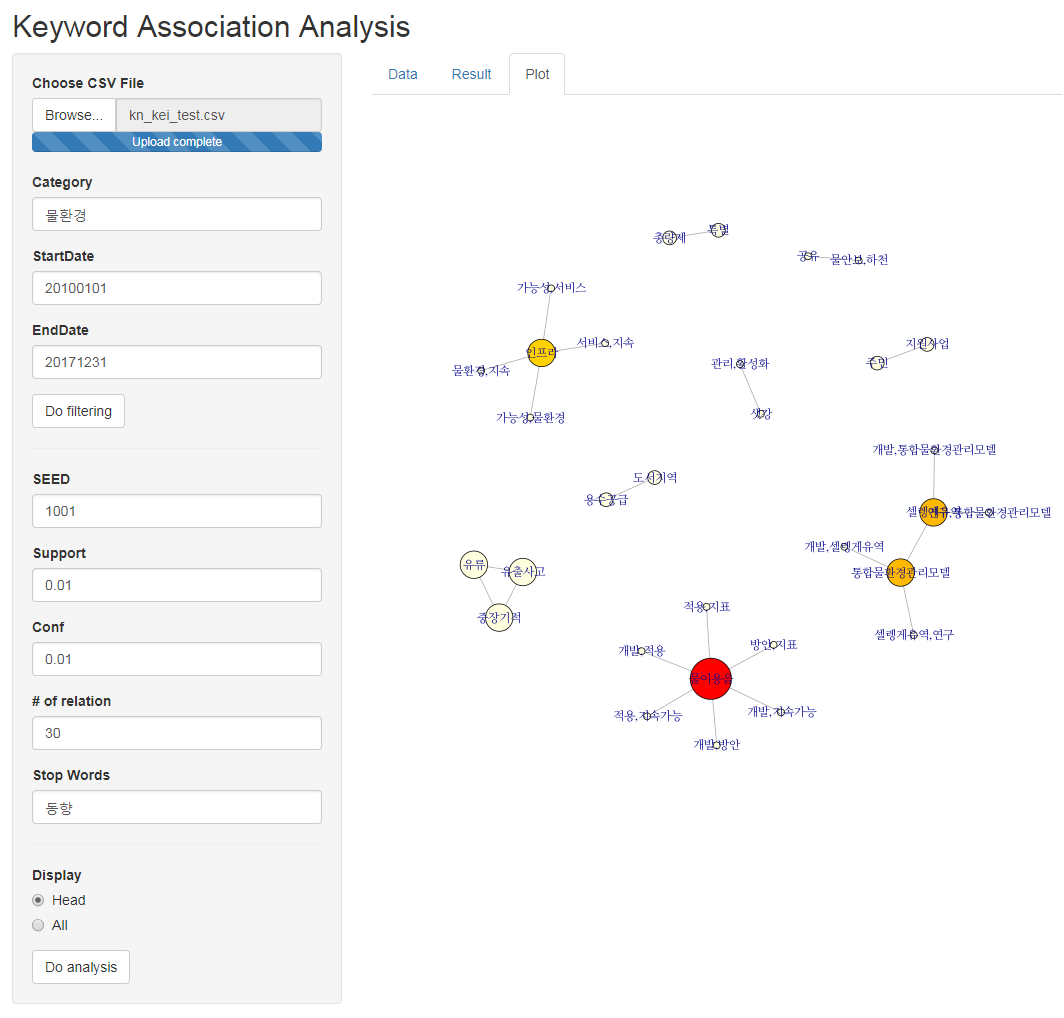 Keyword Association Analysis
Choose CSV File
Browse...
kn_kei_test.csv
Upload complete
Category
물환경
StartDate
20100101
EndDate
20171231
Do filtering
SEED
1001
Support
0.01
Conf
0.01
# of relation
30
Stop Words
동향
Display
Head
All
Do analysis
Data
Result
Plot
특별
총량제
공유
물안보,하천
가능성,서비스
서비스,지속
인프라
물환경,지속
가능성,물환경
지원사업
주민
관리,활성화
샛강
도서지역
용수공급
개발,통합물환경관리모델
셀렝게유역
연구,통합물환경관리모델
개발,셀렝게유역
통합물환경관리모델
셀렝게유역,연구
유류
유출사고
중장기적
적용,지표
방안,지표
개발,적용
물이용을
적용,지속가능
개발,지속가능
개발,방안